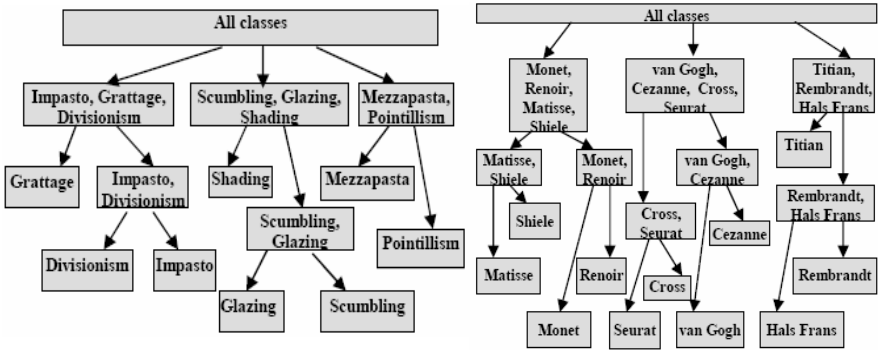 All classes
Impasto, Grattage,
Divisionism
Scumbling, Glazing,
Shading
Mezzapasta,
Pointillism
Grattage
Impasto,
Divisionism
Shading
Mezzapasta
Scumbling,
Glazing
Pointillism
Divisionism
Impasto
Glazing
Scumbling
All classes
Monet,
Renoir,
Matisse,
Shiele
van Gogh,
Cezanne, Cross,
Seurat
Titian,
Rembrandt,
Hals Frans
Titian
Matisse,
Shiele
Monet,
Renoir
van Gogh,
Cezanne
Rembrandt,
Hals Frans
Shiele
Cross,
Seurat
Cezanne
Matisse
Renoir
Cross
Rembrandt
Monet
Seurat
van Gogh
Hals Frans